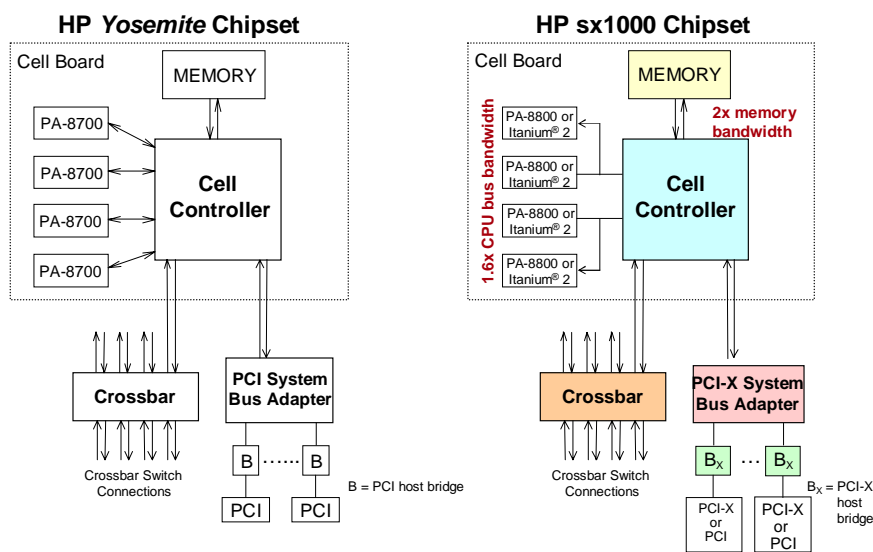 HP Yosemite Chipset
Cell Board
MEMORY
PA-8700
PA-8700
PA-8700
PA-8700
Cell
Controller
Crossbar
PCI System
Bus Adapter
Crossbar Switch
Connections
B
......
B
B = PCI host bridge
PCI
PCI
HP sx1000 Chipset
Cell Board
MEMORY
2x memory
bandwidth
1.6x CPU bus bandwidth
PA-8800 or
Itanium® 2
PA-8800 or
Itanium® 2
PA-8800 or
Itanium® 2
PA-8800 or
Itanium® 2
Cell
Controller
Crossbar
PCI-X System
Bus Adapter
Crossbar Switch
Connections
BX
...
BX
BX = PCI-X
host
bridge
PCI-X
or
PCI
PCI-X
or
PCI